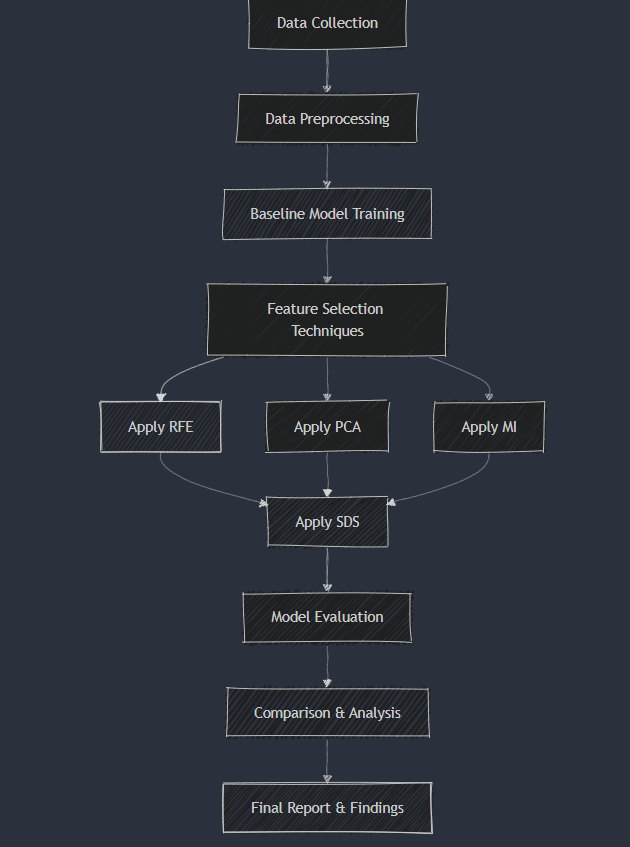 Data Collection
Data Preprocessing
Baseline Model Training
Feature Selection
Techniques
Apply RFE
Apply PCA
Apply MI
Apply SDS
Model Evaluation
Comparison & Analysis
Final Report & Findings